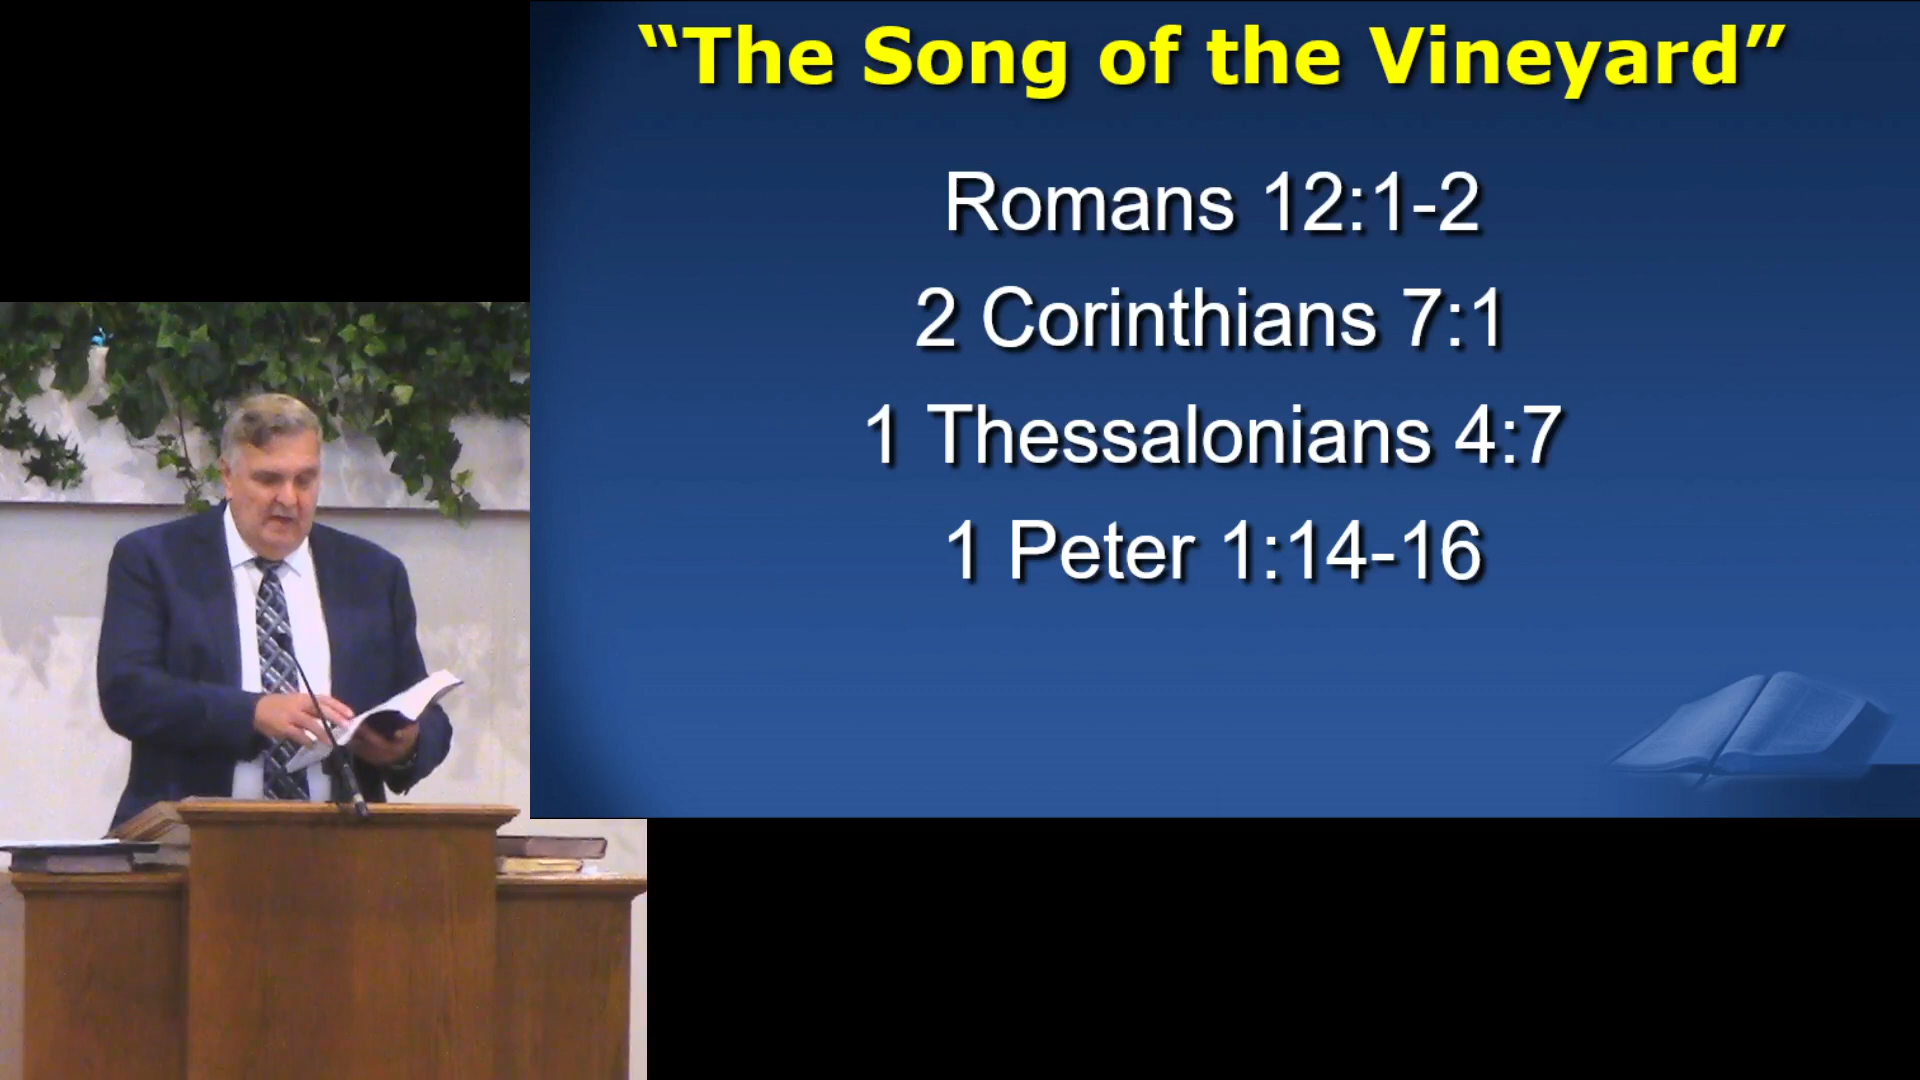 “The Song of the Vineyard”
Romans 12:1-2
2 Corinthians 7:1
1 Thessalonians 4:7
1 Peter 1:14-16